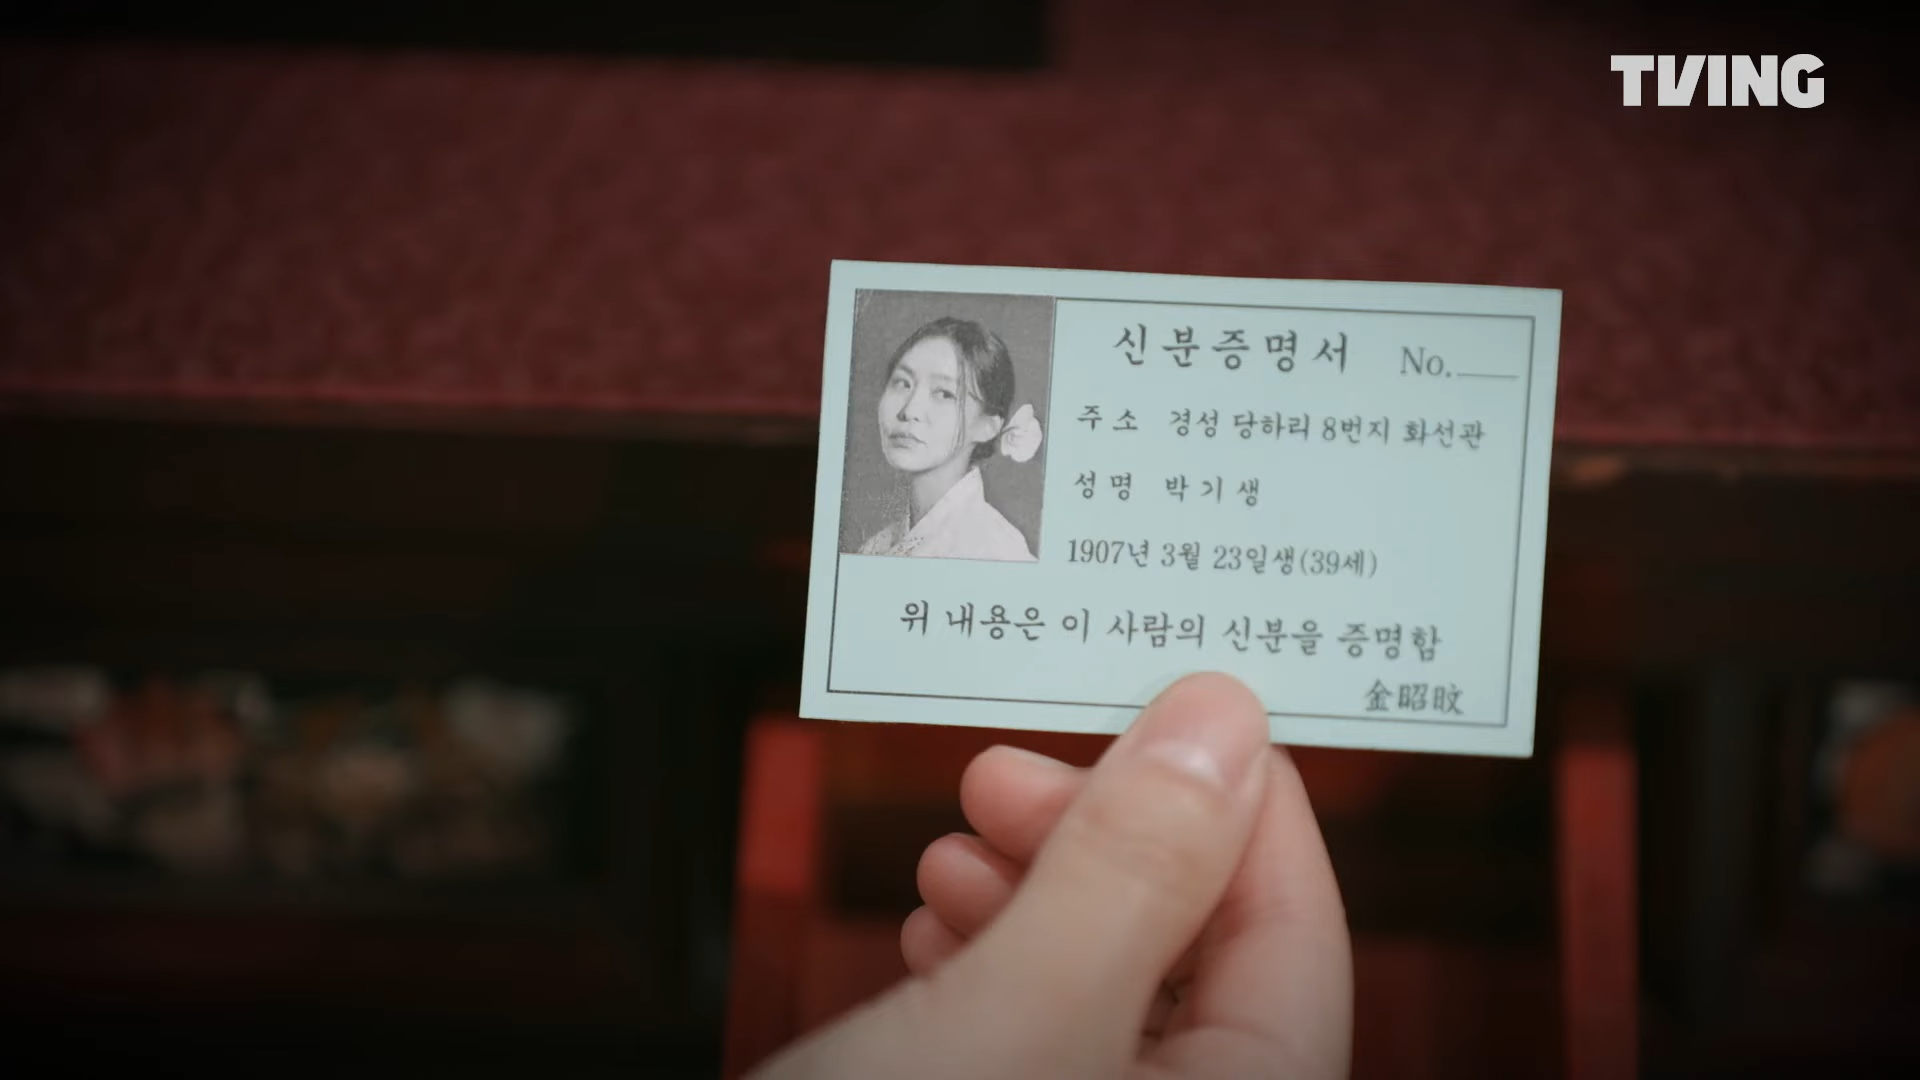 TVING
신분증명서 No.
주소 경성 당하리 8번지 화선관
성명 박기생
1907년 3월 23일생(39세)
위 내용은 이 사람의 신분을 증명함
金昭旼